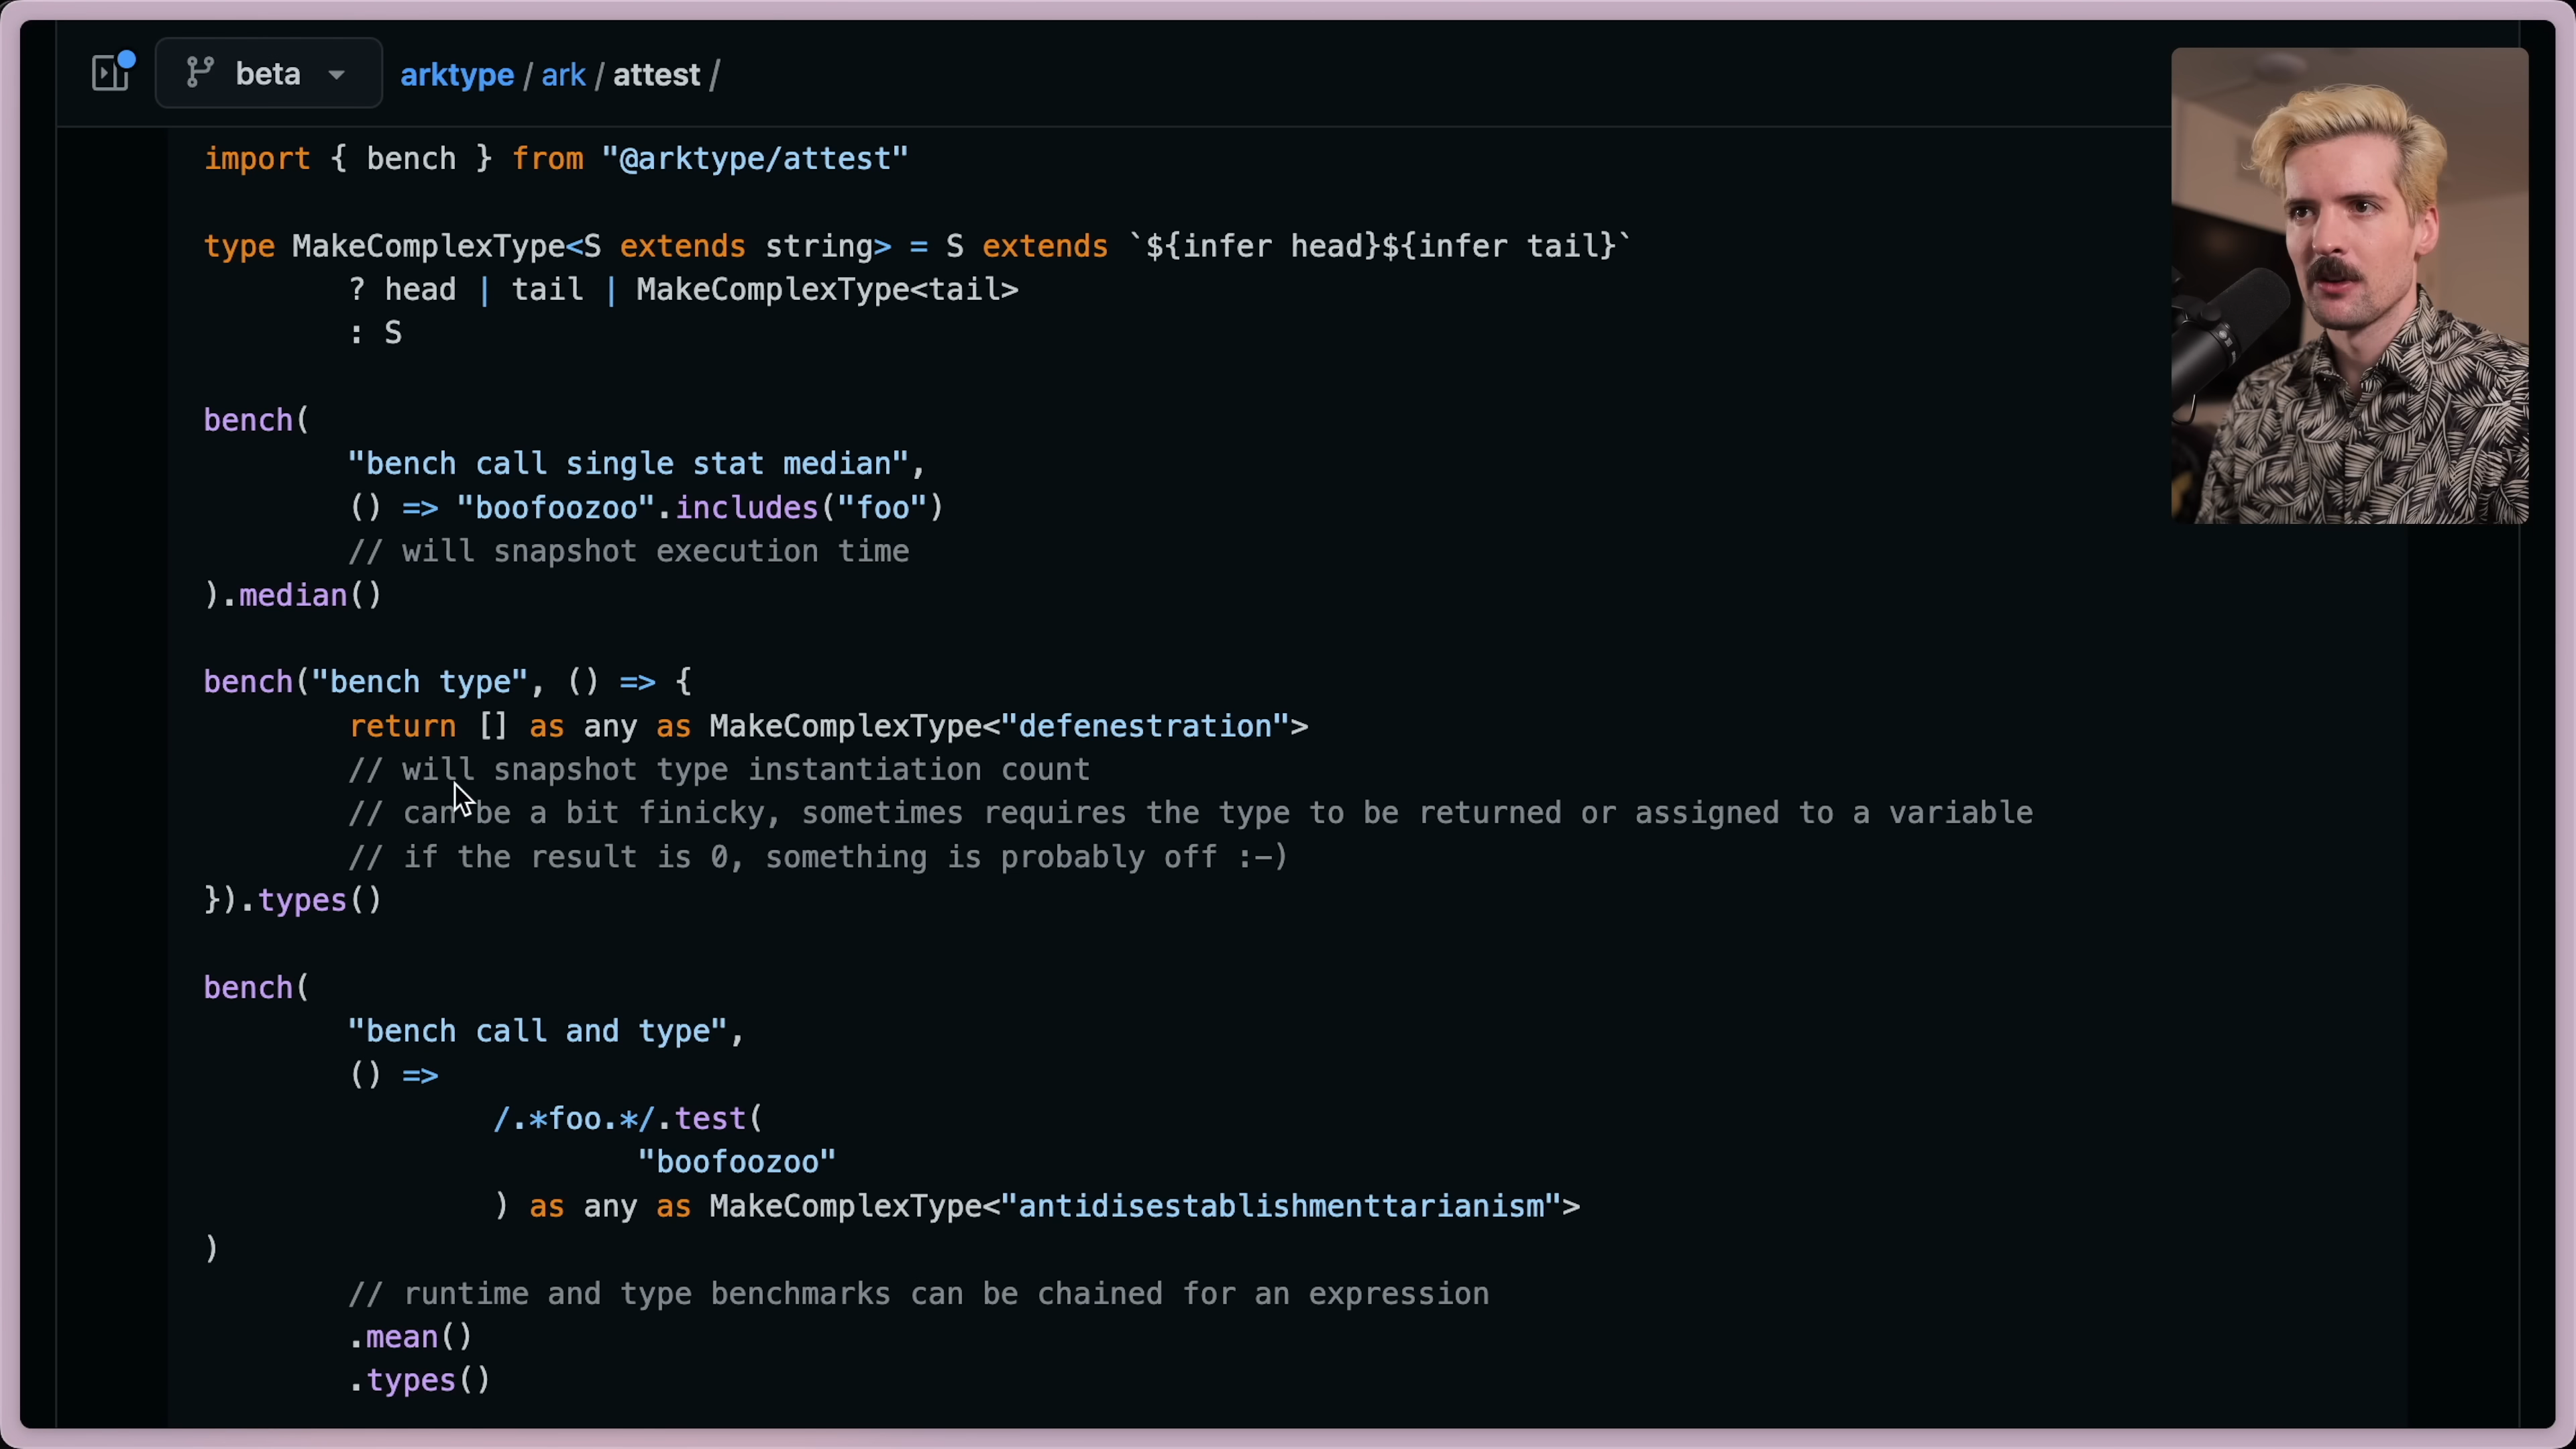 beta
arktype / ark / attest /
import { bench } from "@arktype/attest"
type MakeComplexType<S extends string> = S extends `${infer head}${infer tail}`
? head | tail | MakeComplexType<tail>
: S
bench(
"bench call single stat median",
() => "boofoozoo".includes("foo")
// will snapshot execution time
).median()
bench("bench type", () => {
return [] as any as MakeComplexType<"defenestration">
// will snapshot type instantiation count
// can be a bit finicky, sometimes requires the type to be returned or assigned to a variable
// if the result is 0, something is probably off :-)
}).types()
bench(
"bench call and type",
() =>
/.*foo.*/.test(
"boofoozoo"
) as any as MakeComplexType<"antidisestablishmenttarianism">
)
// runtime and type benchmarks can be chained for an expression
.mean()
.types()